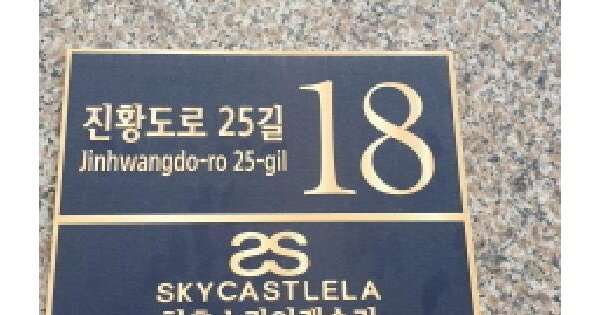 진황도로 25길
Jinhwangdo-ro 25-gil
18
SKYCASTLELA